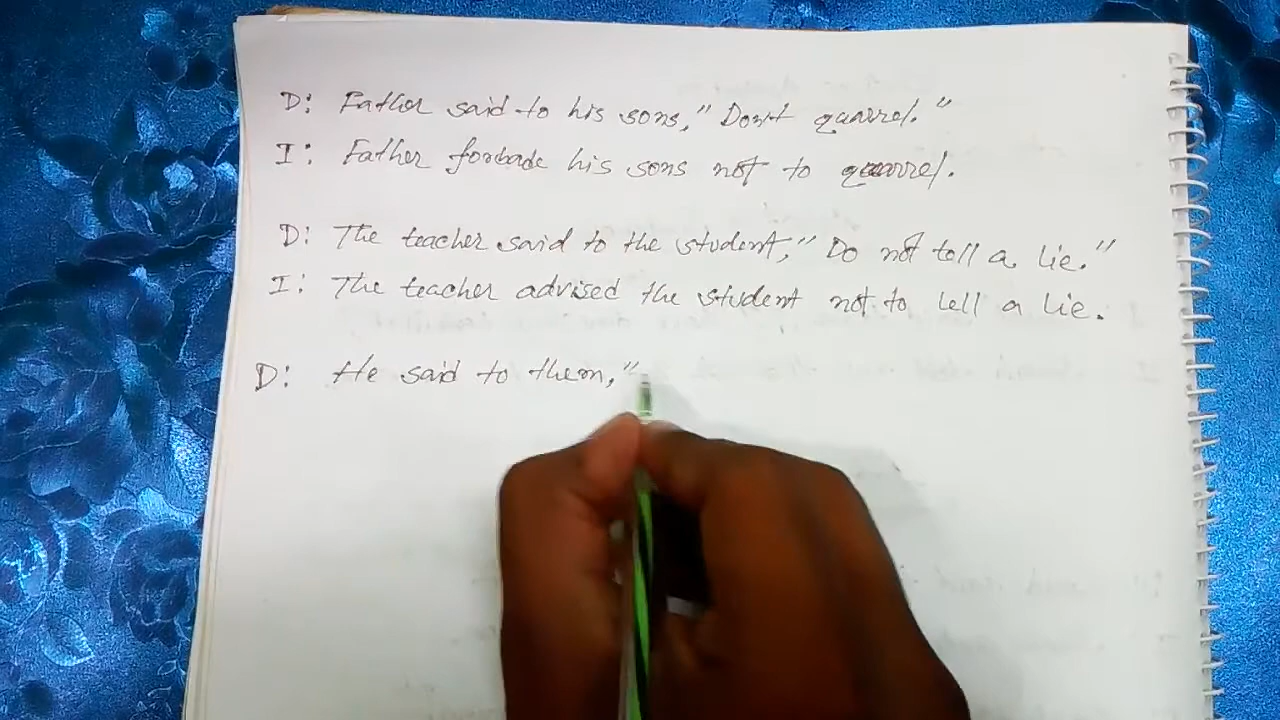 D: Father said to his sons," Don't quarrel."
I: Father forbade his sons not to quarrel.
D: The teacher said to the student," Do not tell a lie."
I: The teacher advised the student not to tell a lie.
D: He said to them,"